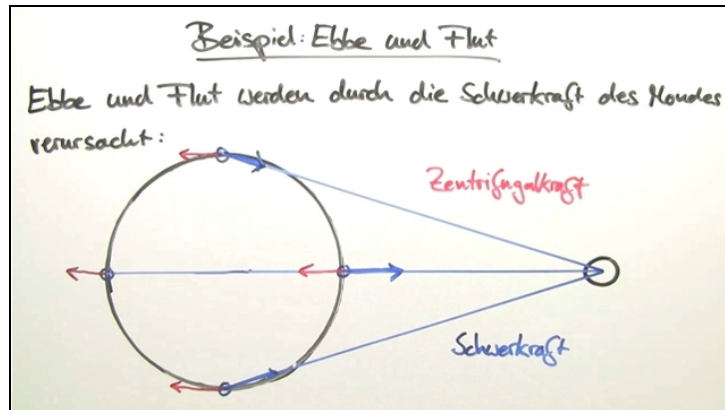 Beispiel: Ebbe und Flut
Ebbe und Flut werden durch die Schwerkraft des Mondes
verursacht:
Zentrifugalkraft
Schwerkraft